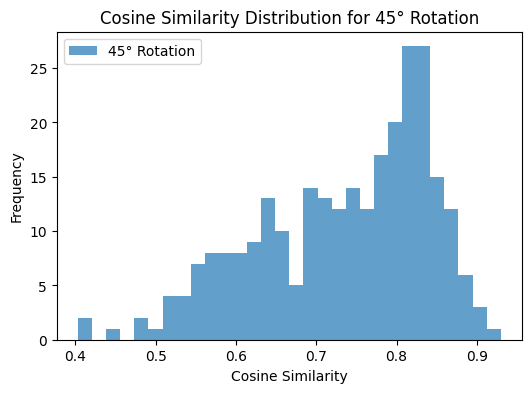 Cosine Similarity Distribution for 45° Rotation
45° Rotation
Frequency
25
20
15
10
5
0
0.4 0.5 0.6 0.7 0.8 0.9
Cosine Similarity